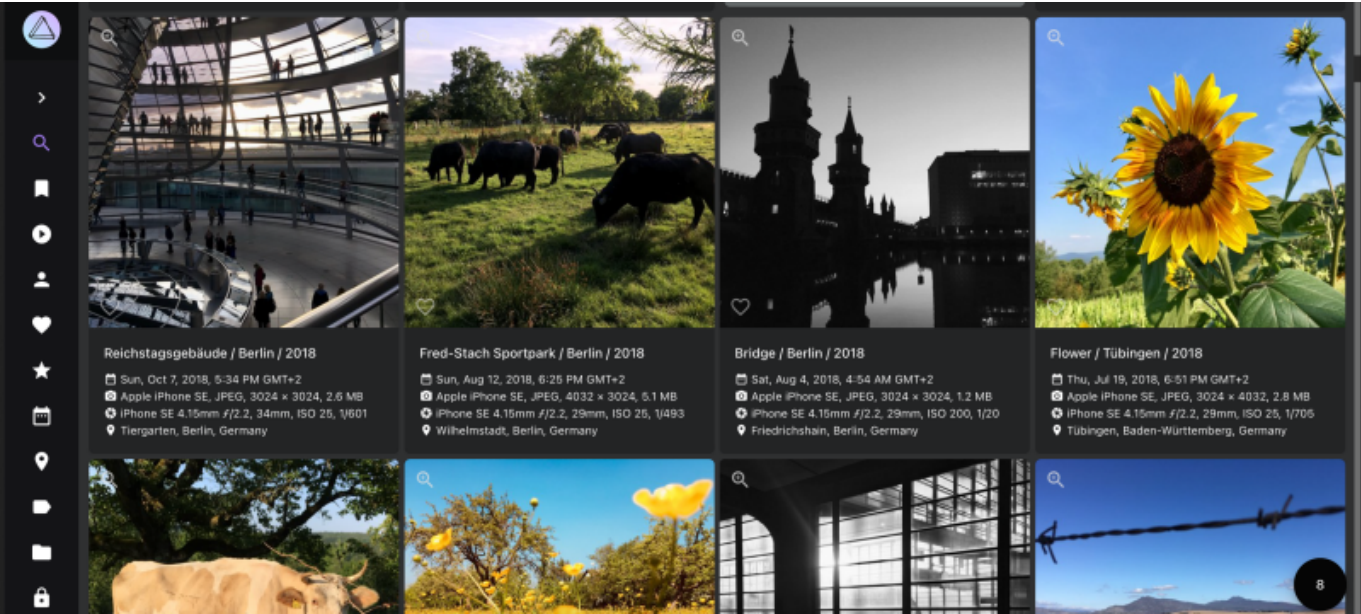 Reichstagsgebäude / Berlin / 2018
Sun, Oct 7, 2018, 5:34 PM GMT+2
Apple iPhone SE, JPEG, 3024 × 3024, 2.6 MB
iPhone SE 4.15mm ƒ/2.2, 34mm, ISO 25, 1/601
Tiergarten, Berlin, Germany
Fred-Stach Sportpark / Berlin / 2018
Sun, Aug 12, 2018, 6:25 PM GMT+2
Apple iPhone SE, JPEG, 4032 × 3024, 5.1 MB
iPhone SE 4.15mm ƒ/2.2, 29mm, ISO 25, 1/493
Wilhelmstadt, Berlin, Germany
Bridge / Berlin / 2018
Sat, Aug 4, 2018, 4:54 AM GMT+2
Apple iPhone SE, JPEG, 3024 × 3024, 1.2 MB
iPhone SE 4.15mm ƒ/2.2, 29mm, ISO 200, 1/20
Friedrichshain, Berlin, Germany
Flower / Tübingen / 2018
Thu, Jul 19, 2018, 6:51 PM GMT+2
Apple iPhone SE, JPEG, 3024 × 4032, 2.8 MB
iPhone SE 4.15mm ƒ/2.2, 29mm, ISO 25, 1/705
Tübingen, Baden-Württemberg, Germany
8